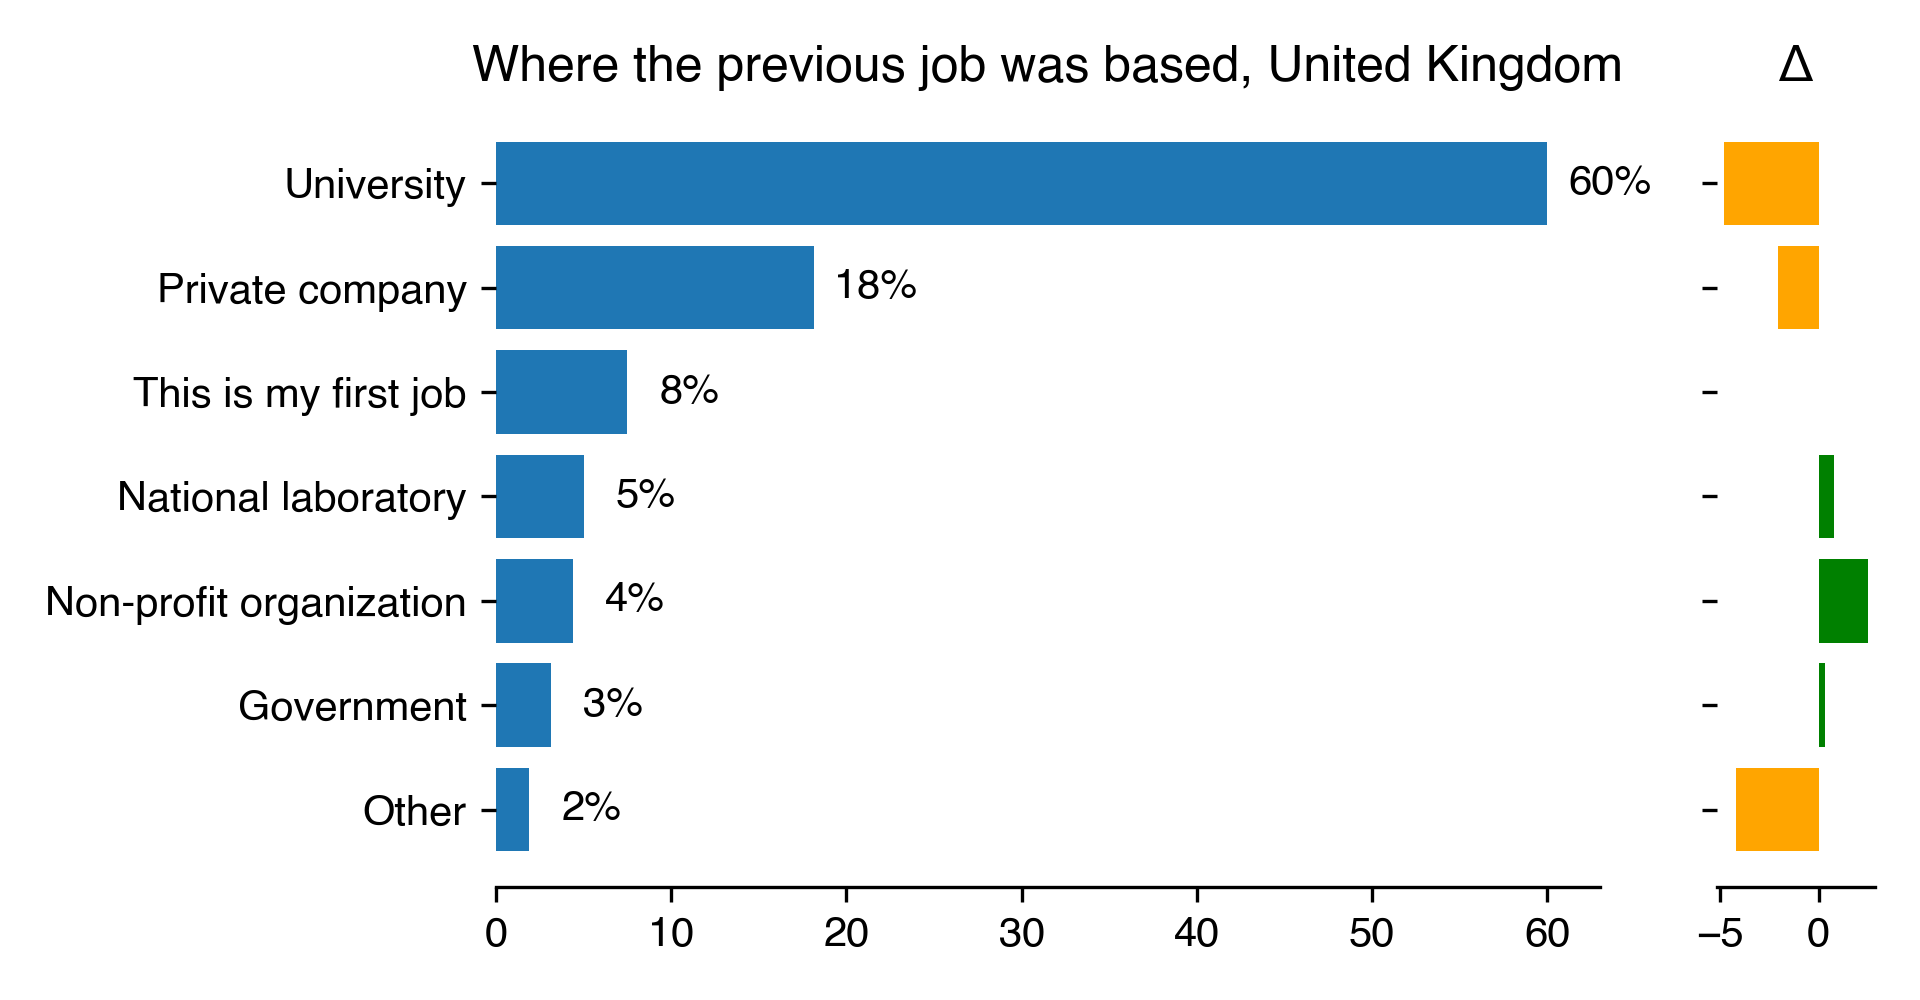 Where the previous job was based, United Kingdom Δ
University 60%
Private company 18%
This is my first job 8%
National laboratory 5%
Non-profit organization 4%
Government 3%
Other 2%
0 10 20 30 40 50 60 −5 0